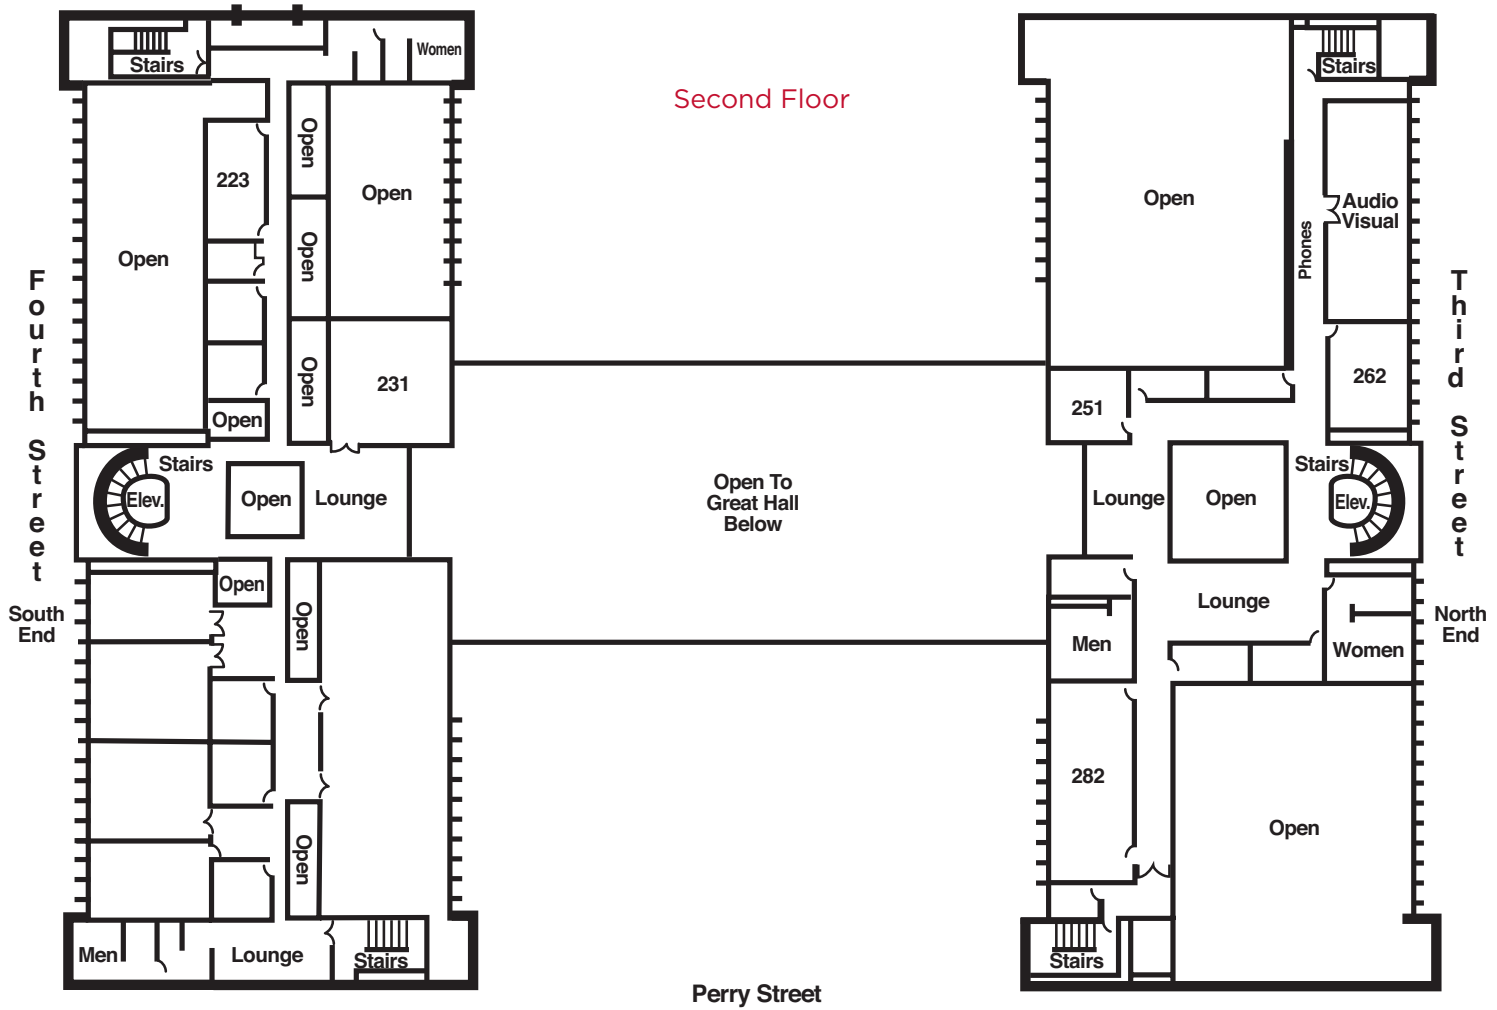 Second Floor
Women
Stairs
Stairs
Open
223
Open
Audio
Visual
Open
Open
Open
Phones
Open
Fourth Street
Third Street
Open
231
262
251
Open
Stairs
Elev.
Open
Lounge
Open To
Great Hall
Below
Lounge
Open
Stairs
Elev.
Open
Lounge
South
End
North
End
Open
Men
Women
282
Open
Open
Men
Lounge
Stairs
Stairs
Perry Street